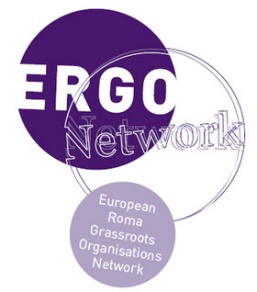 ERGO
Network
European
Roma
Grassroots
Organisations
Network